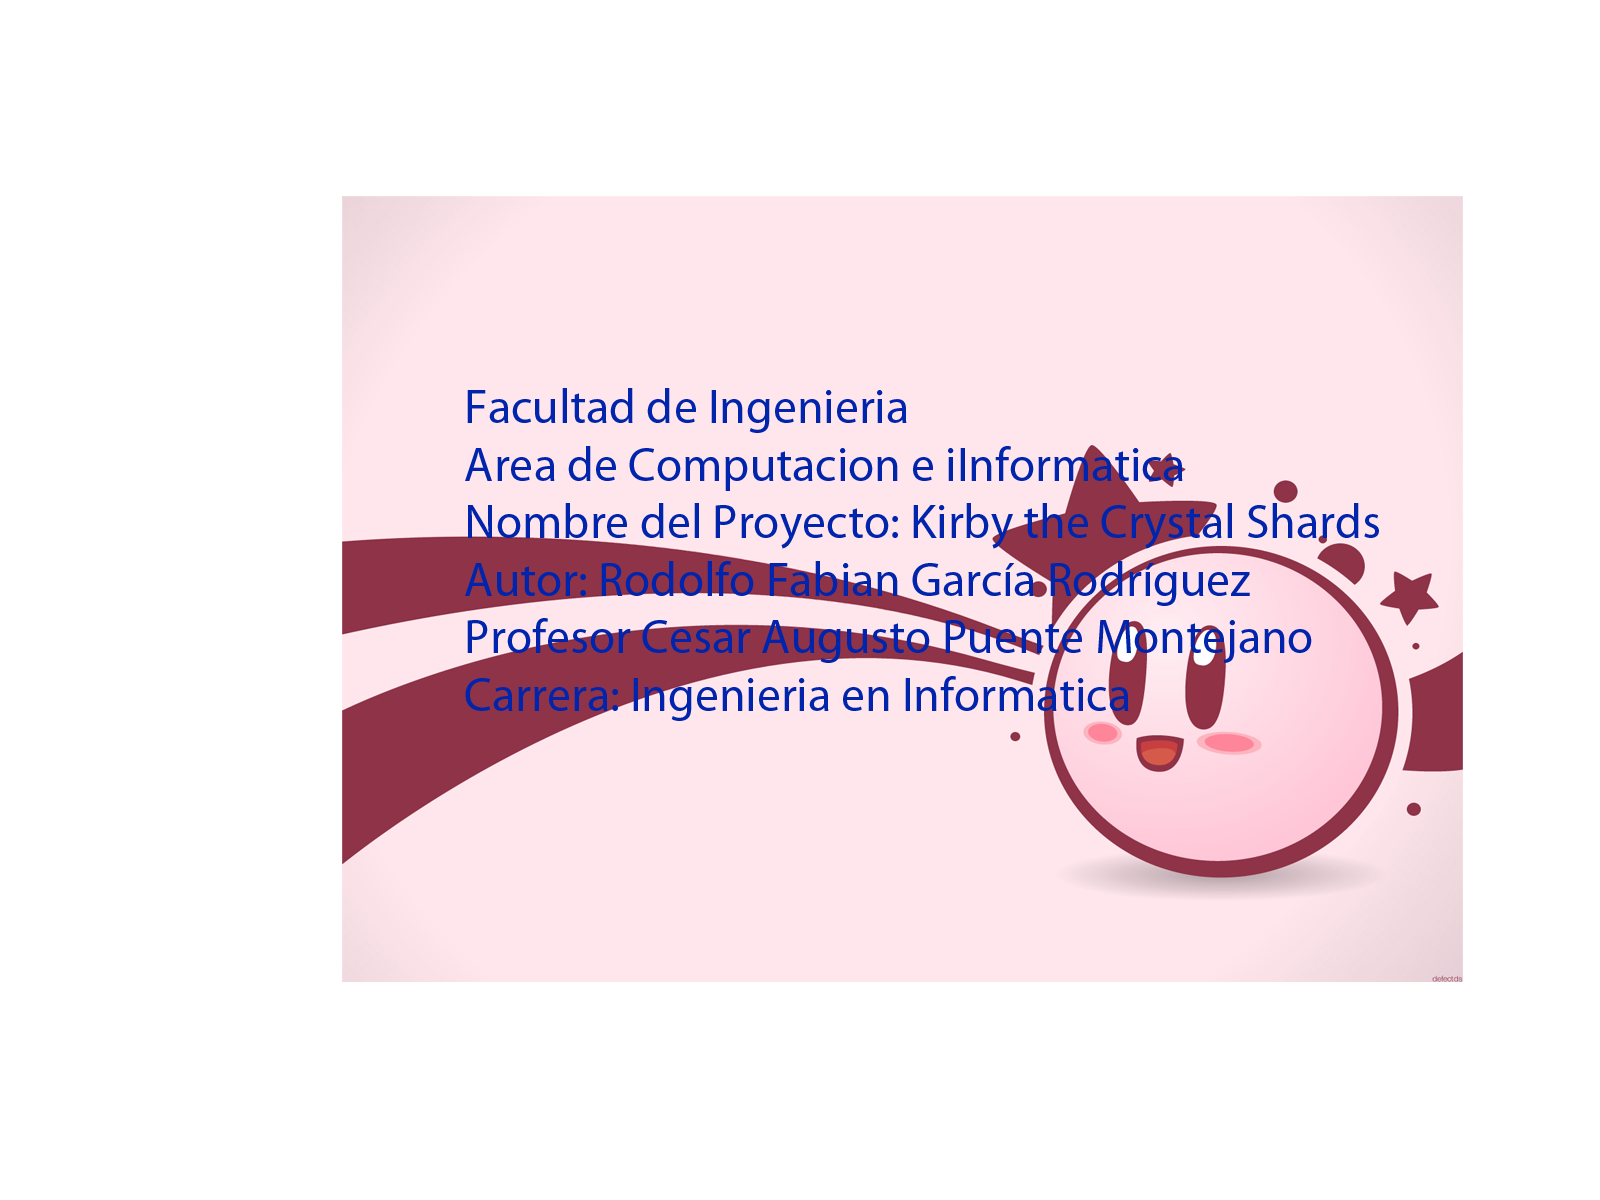 Facultad de Ingenieria
Area de Computacion e iInformatica
Nombre del Proyecto: Kirby the Crystal Shards
Autor: Rodolfo Fabian García Rodríguez
Profesor Cesar Augusto Puente Montejano
Carrera: Ingenieria en Informatica
defectds